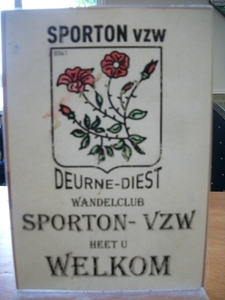 SPORTON VZW
DEURNE-DIEST
WANDELCLUB
SPORTON- VZW
HEET U
WELKOM